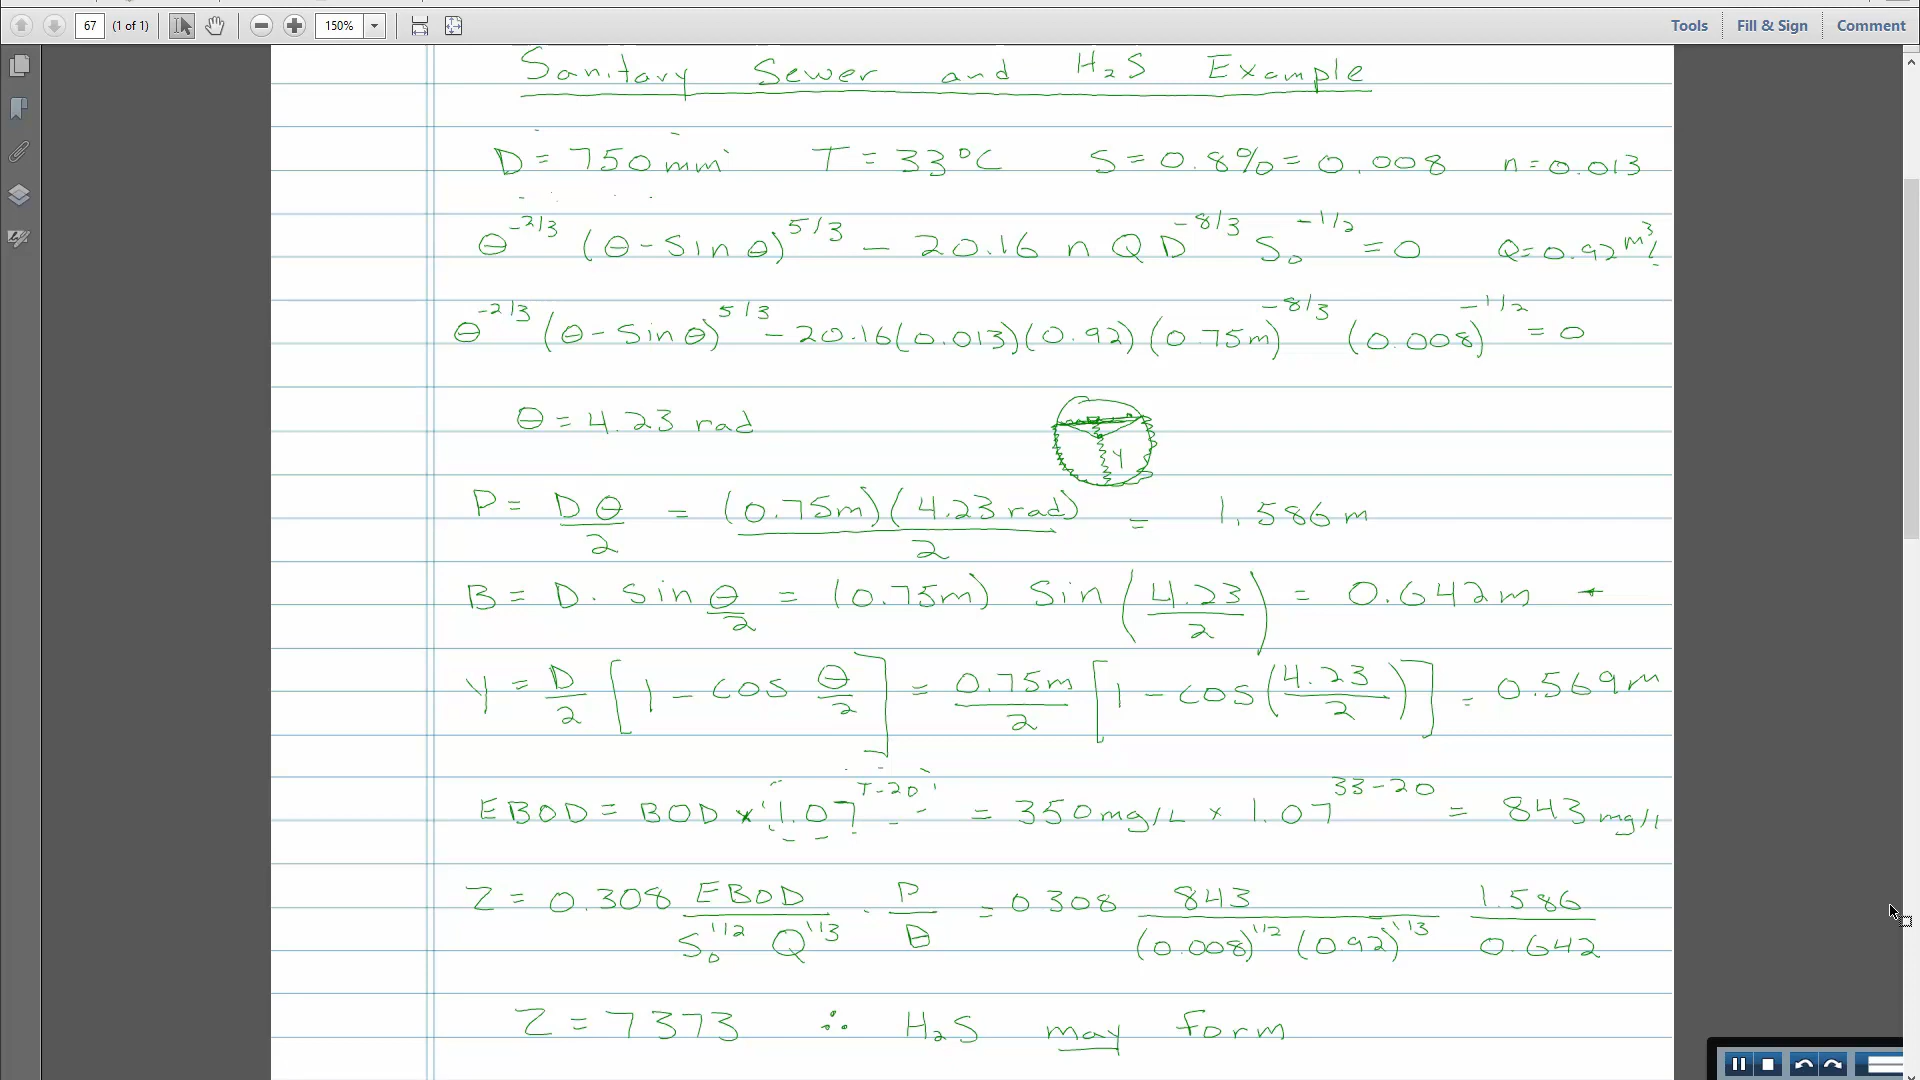 67 (1 of 1) 150% Tools Fill & Sign Comment
Sanitary Sewer and H₂S Example
D = 750 mm T = 33°C S = 0.8% = 0.008 n = 0.013
θ^-2/3 (θ - sin θ)^5/3 - 20.16 n Q D^-8/3 S₀^-1/2 = 0 Q = 0.92 m³/
θ^-2/3 (θ - sin θ)^5/3 - 20.16(0.013)(0.92)(0.75m)^-8/3 (0.008)^-1/2 = 0
θ = 4.23 rad
Y
P = Dθ/2 = (0.75m)(4.23 rad)/2 = 1.586 m
B = D · sin θ/2 = (0.75m) sin(4.23/2) = 0.642 m
Y = D/2 [1 - cos θ/2] = 0.75m/2 [1 - cos(4.23/2)] = 0.569 m
EBOD = BOD × 1.07^T-20 = 350 mg/L × 1.07^33-20 = 843 mg/L
Z = 0.308 EBOD/S₀^1/2 Q^1/3 · P/B = 0.308 843/(0.008)^1/2 (0.92)^1/3 1.586/0.642
Z = 7373 ∴ H₂S may form